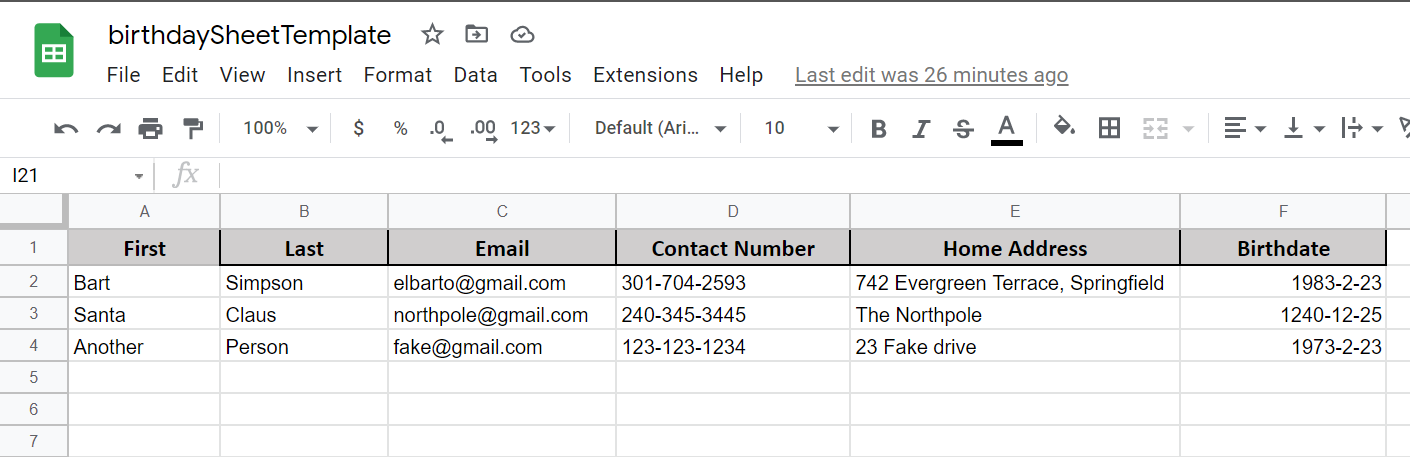 birthdaySheetTemplate
File Edit View Insert Format Data Tools Extensions Help Last edit was 26 minutes ago
100% $ % .0 .00 123 Default (Ari... 10 B I S A
I21 fx
A B C D E F
1 First Last Email Contact Number Home Address Birthdate
2 Bart Simpson elbarto@gmail.com 301-704-2593 742 Evergreen Terrace, Springfield 1983-2-23
3 Santa Claus northpole@gmail.com 240-345-3445 The Northpole 1240-12-25
4 Another Person fake@gmail.com 123-123-1234 23 Fake drive 1973-2-23
5
6
7